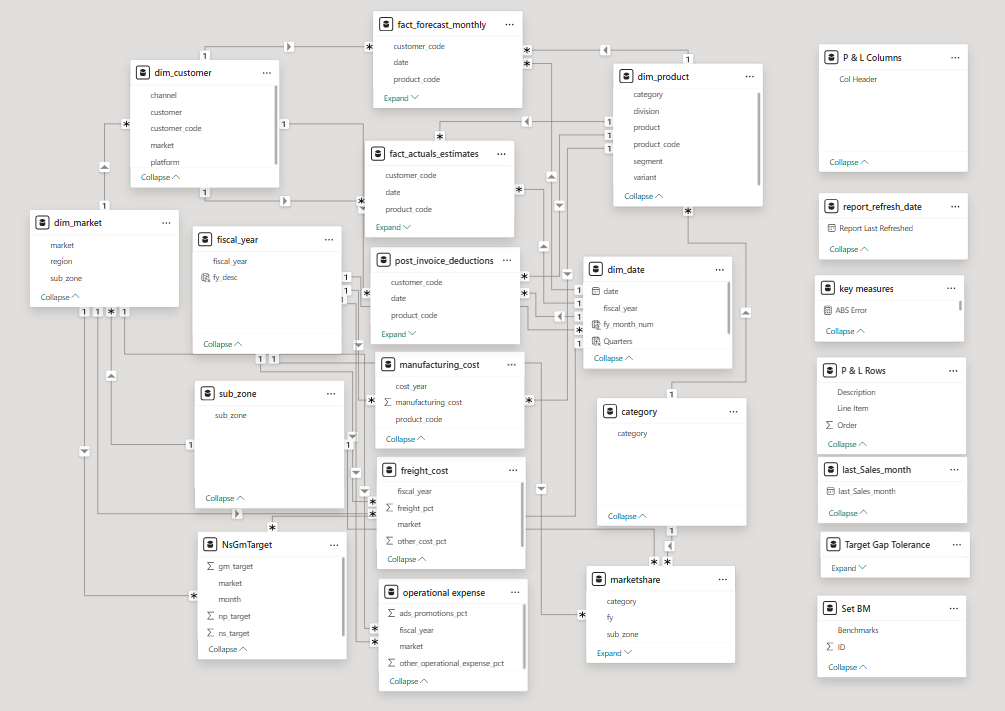 fact_forecast_monthly
customer_code
date
product_code
Expand
dim_customer
channel
customer
customer_code
market
platform
Collapse
dim_product
category
division
product
product_code
segment
variant
Collapse
P & L Columns
Col Header
Collapse
fact_actuals_estimates
customer_code
date
product_code
Expand
dim_market
market
region
sub_zone
Collapse
fiscal_year
fiscal_year
fy_desc
Collapse
post_invoice_deductions
customer_code
date
product_code
Expand
dim_date
date
fiscal_year
fy_month_num
Quarters
Collapse
report_refresh_date
Report Last Refreshed
Collapse
key measures
ABS Error
Collapse
manufacturing_cost
cost_year
manufacturing_cost
product_code
Collapse
P & L Rows
Description
Line Item
Order
Collapse
sub_zone
sub_zone
Collapse
category
category
Collapse
freight_cost
fiscal_year
freight_pct
market
other_cost_pct
Collapse
last_Sales_month
last_Sales_month
Collapse
NsGmTarget
gm_target
market
month
np_target
ns_target
Collapse
Target Gap Tolerance
Expand
operational expense
ads_promotions_pct
fiscal_year
market
other_operational_expense_pct
Collapse
marketshare
category
fy
sub_zone
Expand
Set BM
Benchmarks
ID
Collapse